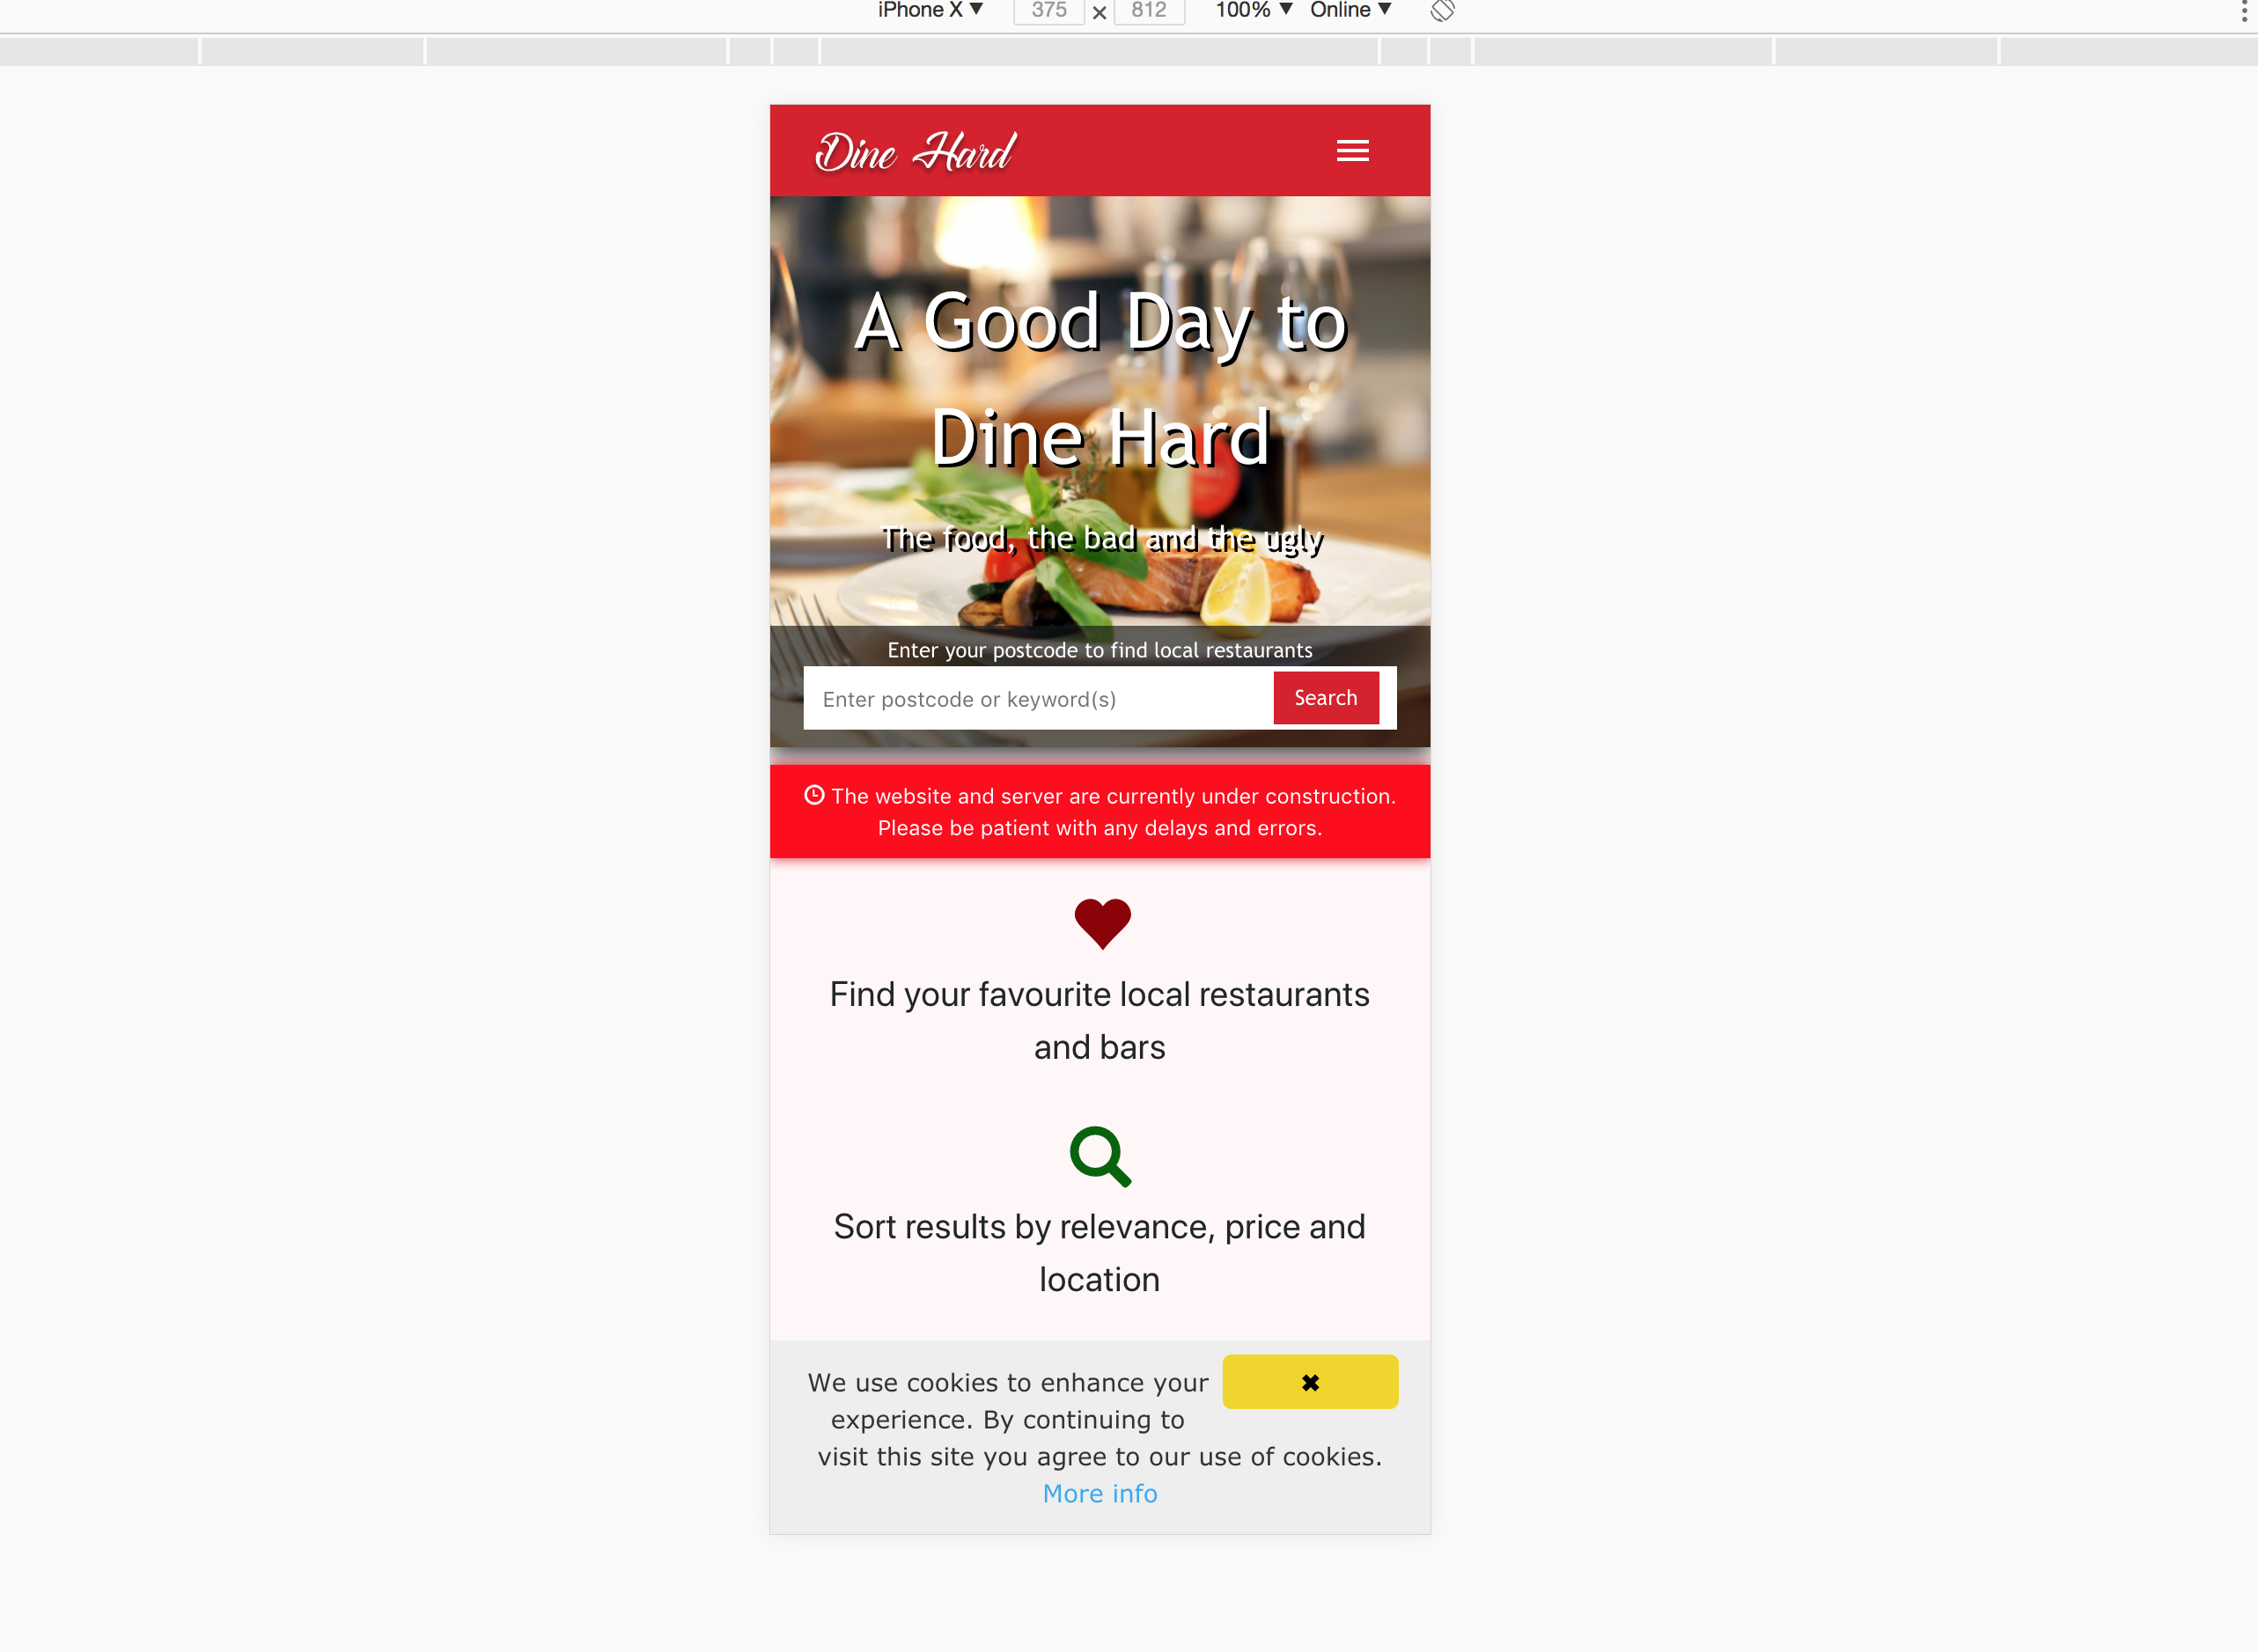 iPhone X ▼ 375 × 812 100% ▼ Online ▼
Dine Hard
A Good Day to
Dine Hard
The food, the bad and the ugly
Enter your postcode to find local restaurants
Enter postcode or keyword(s) Search
The website and server are currently under construction.
Please be patient with any delays and errors.
Find your favourite local restaurants
and bars
Sort results by relevance, price and
location
We use cookies to enhance your ✖
experience. By continuing to
visit this site you agree to our use of cookies.
More info